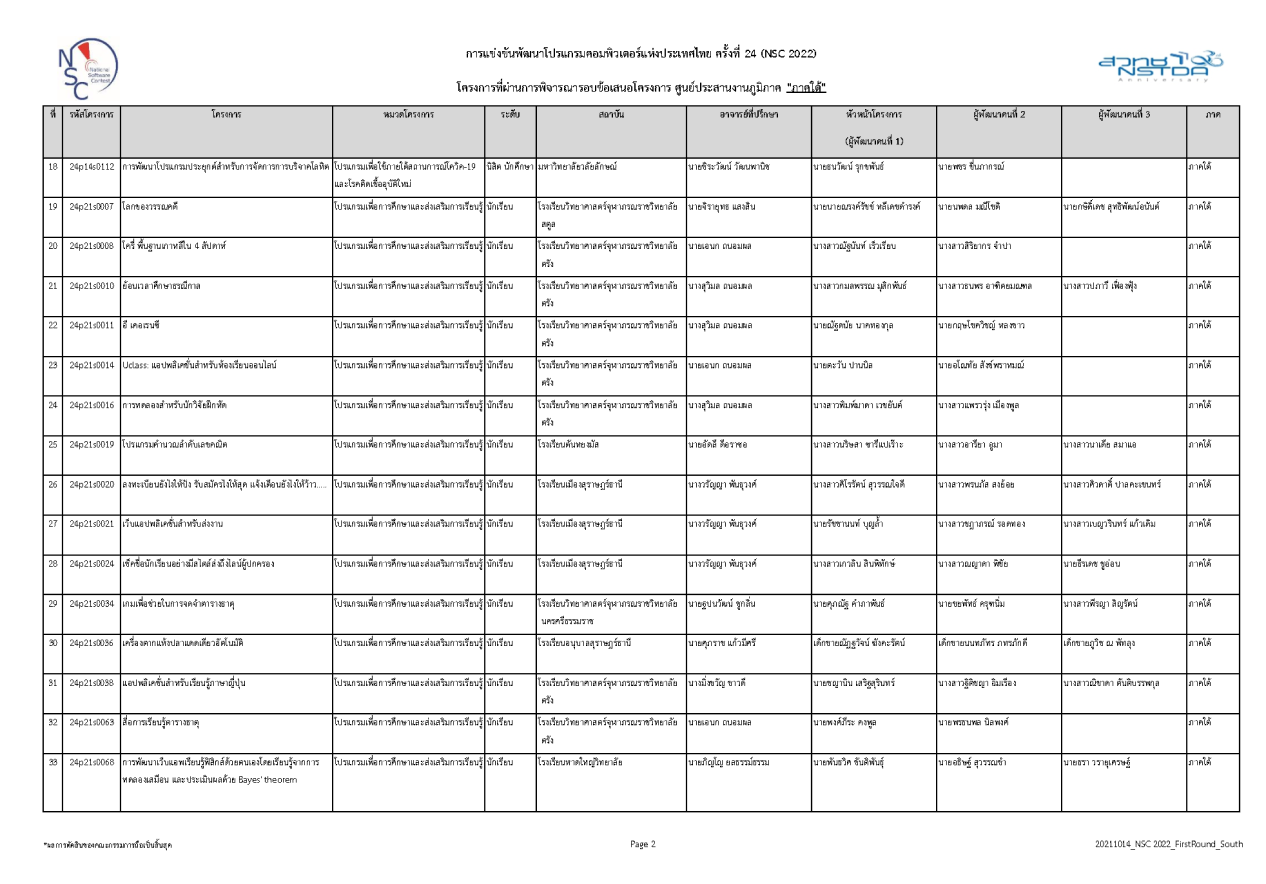 NSC National Software Contest
การแข่งขันพัฒนาโปรแกรมคอมพิวเตอร์แห่งประเทศไทย ครั้งที่ 24 (NSC 2022)
สวทช NSTDA Anniversary
โครงการที่ผ่านการพิจารณารอบข้อเสนอโครงการ ศูนย์ประสานงานภูมิภาค "ภาคใต้"
ที่ รหัสโครงการ โครงการ หมวดโครงการ ระดับ สถาบัน อาจารย์ที่ปรึกษา หัวหน้าโครงการ ผู้พัฒนาคนที่ 2 ผู้พัฒนาคนที่ 3 ภาค
(ผู้พัฒนาคนที่ 1)
18 24p14s0112 การพัฒนาโปรแกรมประยุกต์สำหรับการจัดการการบริจาคโลหิต โปรแกรมเพื่อใช้ภายใต้สถานการณ์โควิค-19 นิสิต นักศึกษา มหาวิทยาลัยวลัยลักษณ์ นายชิระวัฒน์ วัฒนพานิช นายธนวัฒน์ รุกขพันธ์ นายพชร ชื่นภากรณ์ ภาคใต้
และโรคติดเชื้ออุบัติใหม่
19 24p21s0007 โลกของวรรณคดี โปรแกรมเพื่อการศึกษาและส่งเสริมการเรียนรู้ นักเรียน โรงเรียนวิทยาศาสตร์จุฬาภรณราชวิทยาลัย นายจิรายุทธ แสงสีน นายนายณรงค์รัชช์ หลีเดชดำรงค์ นายนพดล มณีโชติ นายกษิติ์เดช สุทธิพัฒน์อนันต์ ภาคใต้
สตูล
20 24p21s0008 โครี่ พื้นฐานเกาหลีใน 4 สัปดาห์ โปรแกรมเพื่อการศึกษาและส่งเสริมการเรียนรู้ นักเรียน โรงเรียนวิทยาศาสตร์จุฬาภรณราชวิทยาลัย นายเอนก ถนอมผล นางสาวณัฐนันท์ เร็วเรียบ นางสาวสิริยากร จำปา ภาคใต้
ตรัง
21 24p21s0010 ย้อนเวลาศึกษาธรณีกาล โปรแกรมเพื่อการศึกษาและส่งเสริมการเรียนรู้ นักเรียน โรงเรียนวิทยาศาสตร์จุฬาภรณราชวิทยาลัย นางสุวิมล ถนอมผล นางสาวกมลพรรณ มุสิกพันธ์ นางสาวธนพร อาทิตยมณฑล นางสาวปภาวี เฟื่องฟุ้ง ภาคใต้
ตรัง
22 24p21s0011 อี เคอเรนซี โปรแกรมเพื่อการศึกษาและส่งเสริมการเรียนรู้ นักเรียน โรงเรียนวิทยาศาสตร์จุฬาภรณราชวิทยาลัย นางสุวิมล ถนอมผล นายณัฐดนัย นาคทองกุล นายกฤษโชควิชญ์ ทองขาว ภาคใต้
ตรัง
23 24p21s0014 Uclass: แอปพลิเคชั่นสำหรับห้องเรียนออนไลน์ โปรแกรมเพื่อการศึกษาและส่งเสริมการเรียนรู้ นักเรียน โรงเรียนวิทยาศาสตร์จุฬาภรณราชวิทยาลัย นายเอนก ถนอมผล นายตะวัน ปานนิล นายอโณทัย สังข์พราหมณ์ ภาคใต้
ตรัง
24 24p21s0016 การทดลองสำหรับนักวิจัยฝึกหัด โปรแกรมเพื่อการศึกษาและส่งเสริมการเรียนรู้ นักเรียน โรงเรียนวิทยาศาสตร์จุฬาภรณราชวิทยาลัย นางสุวิมล ถนอมผล นางสาวพิมพ์มาดา เวชยันต์ นางสาวแพรวรุ่ง เมืองพูล ภาคใต้
ตรัง
25 24p21s0019 โปรแกรมคำนวณลำดับเลขคณิต โปรแกรมเพื่อการศึกษาและส่งเสริมการเรียนรู้ นักเรียน โรงเรียนต้นทยงมัส นายอัดลี ตือราซอ นางสาวนริษสา ซารีแปเร๊าะ นางสาวอารียา อูมา นางสาวนาเดีย สมาแอ ภาคใต้
26 24p21s0020 ลงทะเบียนยังไงให้ปัง รับสมัครไงให้สุด แจ้งเตือนยังไงให้ว้าว..... โปรแกรมเพื่อการศึกษาและส่งเสริมการเรียนรู้ นักเรียน โรงเรียนเมืองสุราษฎร์ธานี นางวรัญญา พันธุวงค์ นางสาวศิโรรัตน์ สุวรรณใจดี นางสาวพรนภัส สงย้อย นางสาวศิวดาดี้ ปาลคะเชนทร์ ภาคใต้
27 24p21s0021 เว็บแอปพลิเคชั่นสำหรับส่งงาน โปรแกรมเพื่อการศึกษาและส่งเสริมการเรียนรู้ นักเรียน โรงเรียนเมืองสุราษฎร์ธานี นางวรัญญา พันธุวงค์ นายรัชชานนท์ บุญล้ำ นางสาวชฎาภรณ์ รอดทอง นางสาวเบญวรินทร์ แก้วเดิม ภาคใต้
28 24p21s0024 เช็คชื่อนักเรียนอย่างมีสไตล์ส่งถึงไลน์ผู้ปกครอง โปรแกรมเพื่อการศึกษาและส่งเสริมการเรียนรู้ นักเรียน โรงเรียนเมืองสุราษฎร์ธานี นางวรัญญา พันธุวงค์ นางสาวเกวลิน สินพิทักษ์ นางสาวณญาดา พิชัย นายธีรเดช ชูอ่อน ภาคใต้
29 24p21s0034 เกมเพื่อช่วยในการจดจำตารางธาตุ โปรแกรมเพื่อการศึกษาและส่งเสริมการเรียนรู้ นักเรียน โรงเรียนวิทยาศาสตร์จุฬาภรณราชวิทยาลัย นายฐปนวัฒน์ ชูกลิ่น นายศุภณัฐ คำภาพันธ์ นายชยพัทธ์ ครุฑนิ่ม นางสาวพีรญา สิญรัตน์ ภาคใต้
นครศรีธรรมราช
30 24p21s0036 เครื่องตากแห้งปลาแดดเดียวอัตโนมัติ โปรแกรมเพื่อการศึกษาและส่งเสริมการเรียนรู้ นักเรียน โรงเรียนอนุบาลสุราษฎร์ธานี นายศุภราช แก้วมีศรี เด็กชายณัฏฐวัจน์ ฆังคะรัตน์ เด็กชายนนทภัทร ภทรภักดี เด็กชายภูวิช ณ พัทลุง ภาคใต้
31 24p21s0038 แอปพลิเคชั่นสำหรับเรียนรู้ภาษาญี่ปุ่น โปรแกรมเพื่อการศึกษาและส่งเสริมการเรียนรู้ นักเรียน โรงเรียนวิทยาศาสตร์จุฬาภรณราชวิทยาลัย นางมิ่งขวัญ ชาวดี นายชญานิน เสริฐสุรินทร์ นางสาวฐิติชญา ยิมเรือง นางสาวณิชาดา ตันติบรรพกุล ภาคใต้
ตรัง
32 24p21s0063 สื่อการเรียนรู้ตารางธาตุ โปรแกรมเพื่อการศึกษาและส่งเสริมการเรียนรู้ นักเรียน โรงเรียนวิทยาศาสตร์จุฬาภรณราชวิทยาลัย นายเอนก ถนอมผล นายพงศ์ภีระ คงพูล นายพรธนพล นิลพงศ์ ภาคใต้
ตรัง
33 24p21s0068 การพัฒนาเว็บแอพเรียนรู้ฟิสิกส์ด้วยตนเองโดยเรียนรู้จากการ โปรแกรมเพื่อการศึกษาและส่งเสริมการเรียนรู้ นักเรียน โรงเรียนหาดใหญ่วิทยาลัย นายภิญโญ ยลธรรม์ธรรม นายพันธวิศ ขันติพันธุ์ นายอธิษฐ์ สุวรรณขำ นายธรา วรายุเศรษฐ์ ภาคใต้
ทดลองเสมือน และประเมินผลด้วย Bayes' theorem
*ผลการตัดสินของคณะกรรมการถือเป็นสิ้นสุด Page 2 20211014_NSC 2022_FirstRound_South